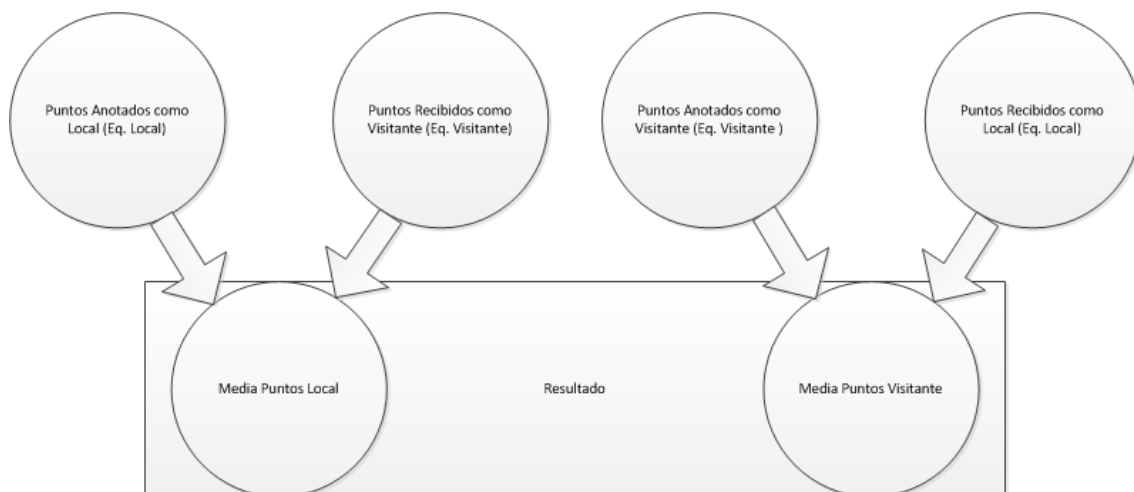 Puntos Anotados como
Local (Eq. Local)
Puntos Recibidos como
Visitante (Eq. Visitante)
Puntos Anotados como
Visitante (Eq. Visitante )
Puntos Recibidos como
Local (Eq. Local)
Media Puntos Local
Resultado
Media Puntos Visitante